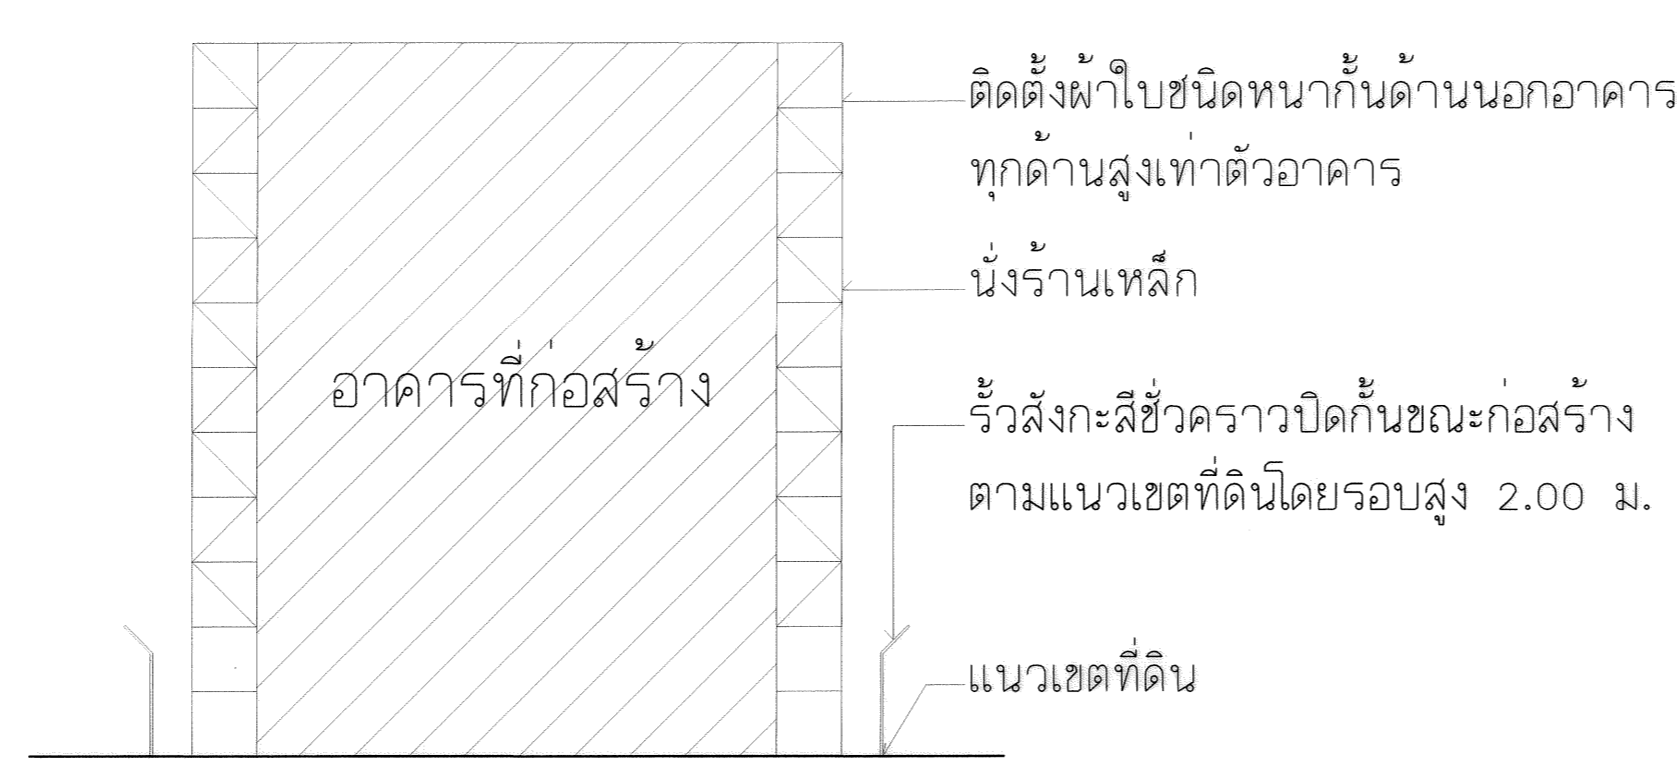 ติดตั้งผ้าใบชนิดหนากั้นด้านนอกอาคาร
ทุกด้านสูงเท่าตัวอาคาร
นั่งร้านเหล็ก
อาคารที่ก่อสร้าง
รั้วสังกะสีชั่วคราวปิดกั้นขณะก่อสร้าง
ตามแนวเขตที่ดินโดยรอบสูง 2.00 ม.
แนวเขตที่ดิน